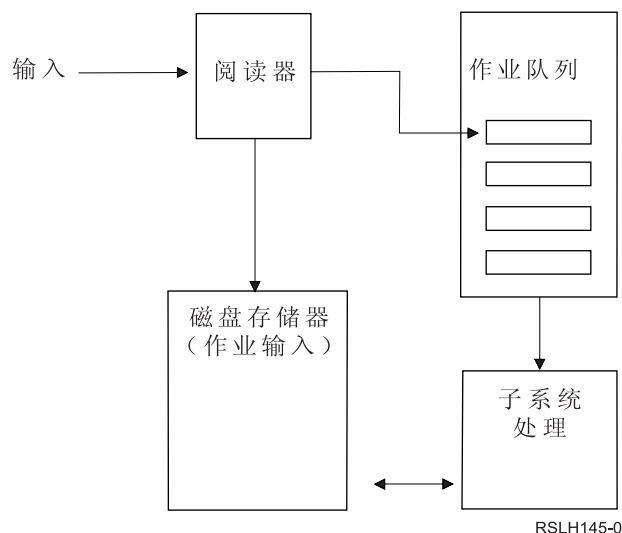 输入
阅读器
作业队列
磁盘存储器
（作业输入）
子系统
处理
RSLH145-0